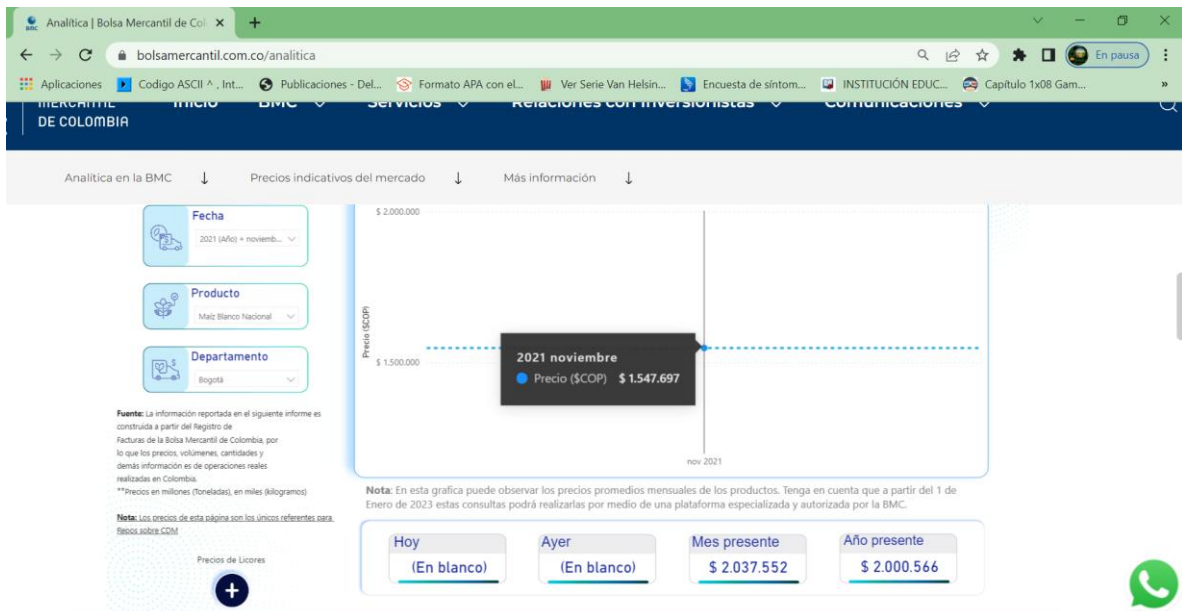 Analítica | Bolsa Mercantil de Col
bolsamercantil.com.co/analitica
En pausa
Aplicaciones
Codigo ASCII ^ , Int...
Publicaciones - Del...
Formato APA con el...
Ver Serie Van Helsin...
Encuesta de síntom...
INSTITUCIÓN EDUC...
Capítulo 1x08 Gam...
»
MERCANTIL
DE COLOMBIA
Inicio
BMC
Servicios
Relaciones con Inversionistas
Comunicaciones
Analítica en la BMC ↓
Precios indicativos del mercado ↓
Más información ↓
Fecha
2021 (Año) + noviemb...
Producto
Maíz Blanco Nacional
Departamento
Bogotá
Fuente: La información reportada en el siguiente informe es
construida a partir del Registro de
Facturas de la Bolsa Mercantil de Colombia, por
lo que los precios, volúmenes, cantidades y
demás información es de operaciones reales
realizadas en Colombia.
**Precios en millones (Toneladas), en miles (kilogramos)
Nota: Los precios de esta página son los únicos referentes para
Repos sobre CDM
Precios de Licores
+
$ 2.000.000
Precio ($COP)
$ 1.500.000
2021 noviembre
Precio ($COP) $ 1.547.697
nov 2021
Nota: En esta grafica puede observar los precios promedios mensuales de los productos. Tenga en cuenta que a partir del 1 de
Enero de 2023 estas consultas podrá realizarlas por medio de una plataforma especializada y autorizada por la BMC.
Hoy
(En blanco)
Ayer
(En blanco)
Mes presente
$ 2.037.552
Año presente
$ 2.000.566